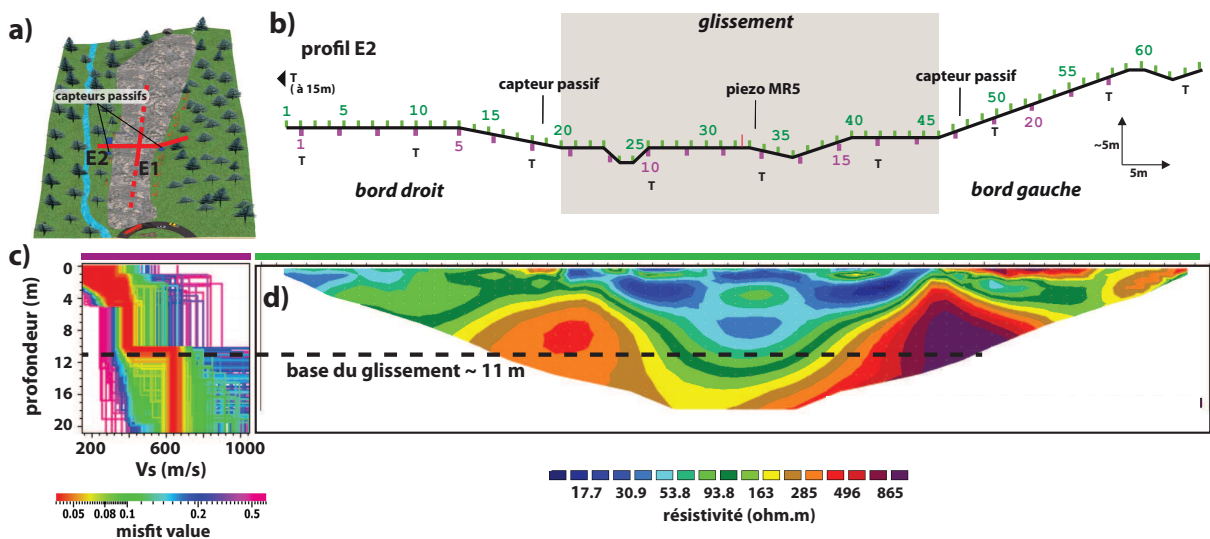 a)
capteurs passifs
E2
E1
b)
glissement
profil E2
T
( à 15m)
capteur passif
piezo MR5
capteur passif
1 5 10 15 20 25 30 35 40 45 50 55 60
1 5 10 15 20
T T T T T T T T
~5m
5m
bord droit
bord gauche
c)
0
4
8
12
16
20
profondeur (m)
200 600 1000
Vs (m/s)
0.05 0.08 0.1 0.2 0.5
misfit value
d)
base du glissement ~ 11 m
17.7 30.9 53.8 93.8 163 285 496 865
résistivité (ohm.m)